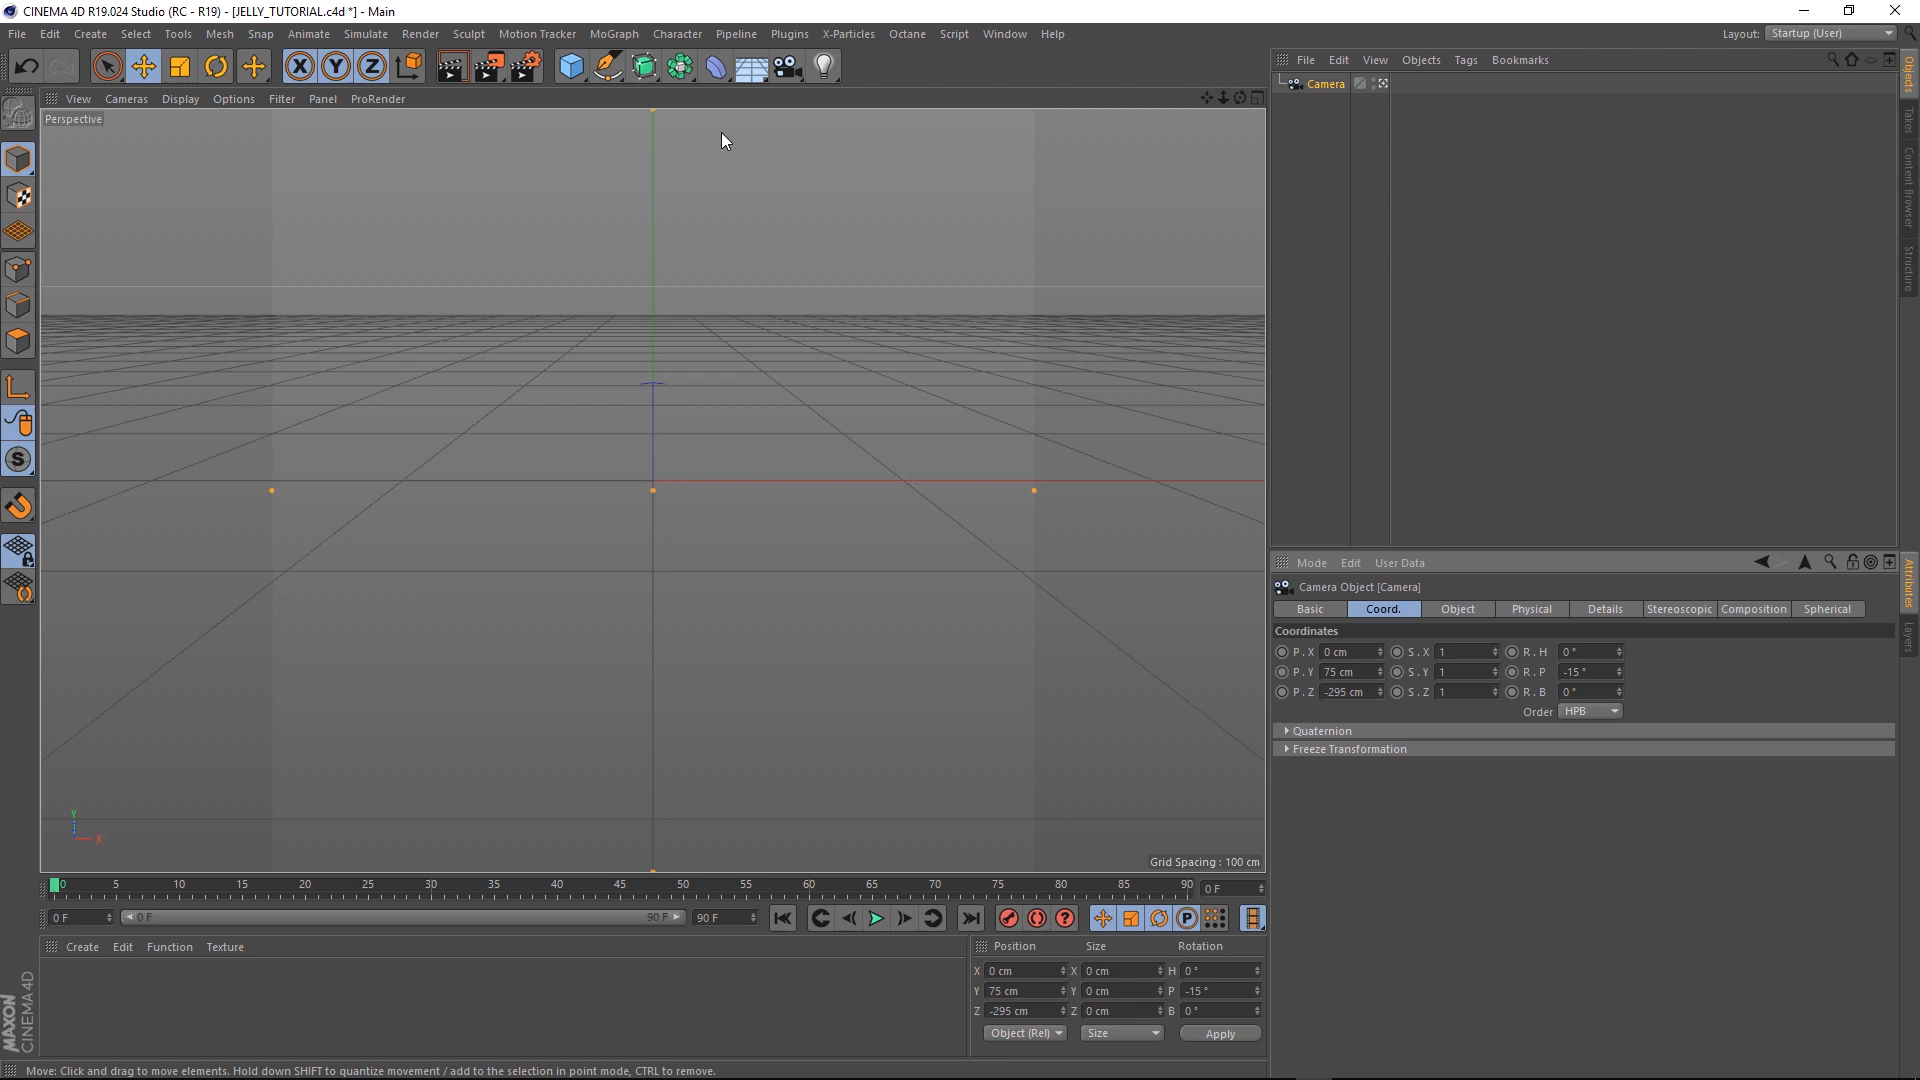 CINEMA 4D R19.024 Studio (RC - R19) - [JELLY_TUTORIAL.c4d *] - Main
File Edit Create Select Tools Mesh Snap Animate Simulate Render Sculpt Motion Tracker MoGraph Character Pipeline Plugins X-Particles Octane Script Window Help Layout: Startup (User)
File Edit View Objects Tags Bookmarks
Camera
Objects
Takes
Content Browser
Structure
View Cameras Display Options Filter Panel ProRender
Perspective
Y
X
Grid Spacing : 100 cm
Mode Edit User Data
Camera Object [Camera]
Basic Coord. Object Physical Details Stereoscopic Composition Spherical
Coordinates
P . X 0 cm S . X 1 R . H 0 °
P . Y 75 cm S . Y 1 R . P -15 °
P . Z -295 cm S . Z 1 R . B 0 °
Order HPB
Quaternion
Freeze Transformation
Attributes
Layers
0 5 10 15 20 25 30 35 40 45 50 55 60 65 70 75 80 85 90 0 F
0 F 0 F 90 F 90 F
Create Edit Function Texture
Position Size Rotation
X 0 cm X 0 cm H 0 °
Y 75 cm Y 0 cm P -15 °
Z -295 cm Z 0 cm B 0 °
Object (Rel) Size Apply
MAXON
CINEMA 4D
Move: Click and drag to move elements. Hold down SHIFT to quantize movement / add to the selection in point mode, CTRL to remove.